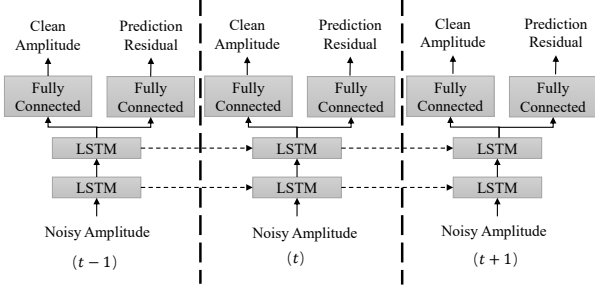 Clean
Amplitude
Prediction
Residual
Clean
Amplitude
Prediction
Residual
Clean
Amplitude
Prediction
Residual
Fully
Connected
Fully
Connected
Fully
Connected
Fully
Connected
Fully
Connected
Fully
Connected
LSTM
LSTM
LSTM
LSTM
LSTM
LSTM
Noisy Amplitude
Noisy Amplitude
Noisy Amplitude
(t − 1)
(t)
(t + 1)